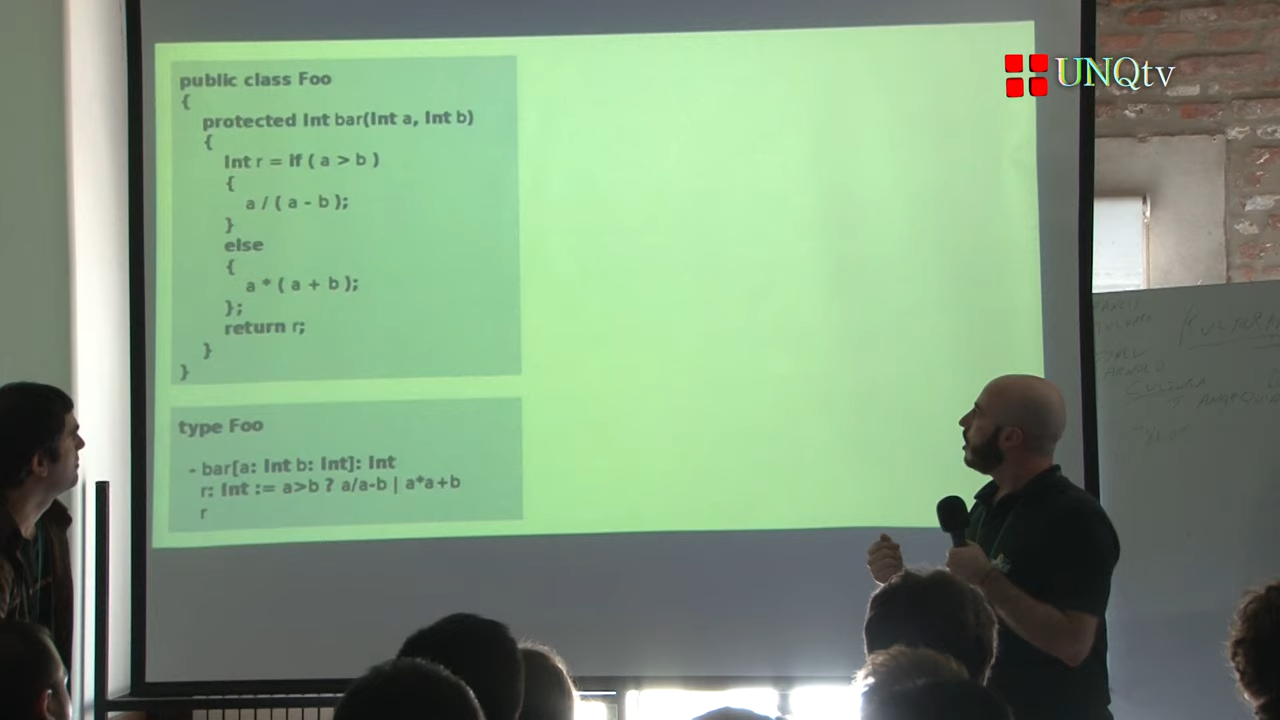 public class Foo
{
protected Int bar(Int a, Int b)
{
Int r = if ( a > b )
{
a / ( a - b );
}
else
{
a * ( a + b );
};
return r;
}
}
type Foo
- bar[a: Int b: Int]: Int
r: Int := a>b ? a/a-b | a*a+b
r
UNQtv